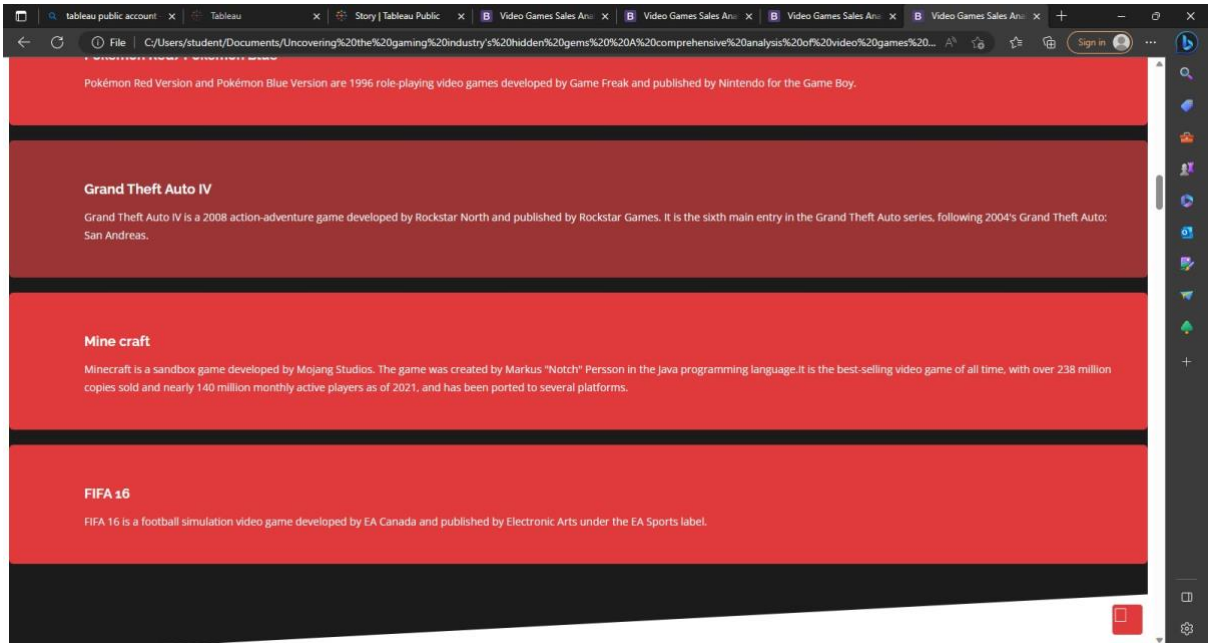 tableau public account
Tableau
Story | Tableau Public
Video Games Sales Ana
Video Games Sales Ana
Video Games Sales Ana
Video Games Sales Ana
File
C:/Users/student/Documents/Uncovering%20the%20gaming%20industry's%20hidden%20gems%20%20A%20comprehensive%20analysis%20of%20video%20games%20...
Sign in
Pokémon Red/ Pokémon Blue
Pokémon Red Version and Pokémon Blue Version are 1996 role-playing video games developed by Game Freak and published by Nintendo for the Game Boy.
Grand Theft Auto IV
Grand Theft Auto IV is a 2008 action-adventure game developed by Rockstar North and published by Rockstar Games. It is the sixth main entry in the Grand Theft Auto series, following 2004's Grand Theft Auto:
San Andreas.
Mine craft
Minecraft is a sandbox game developed by Mojang Studios. The game was created by Markus "Notch" Persson in the Java programming language.It is the best-selling video game of all time, with over 238 million
copies sold and nearly 140 million monthly active players as of 2021, and has been ported to several platforms.
FIFA 16
FIFA 16 is a football simulation video game developed by EA Canada and published by Electronic Arts under the EA Sports label.